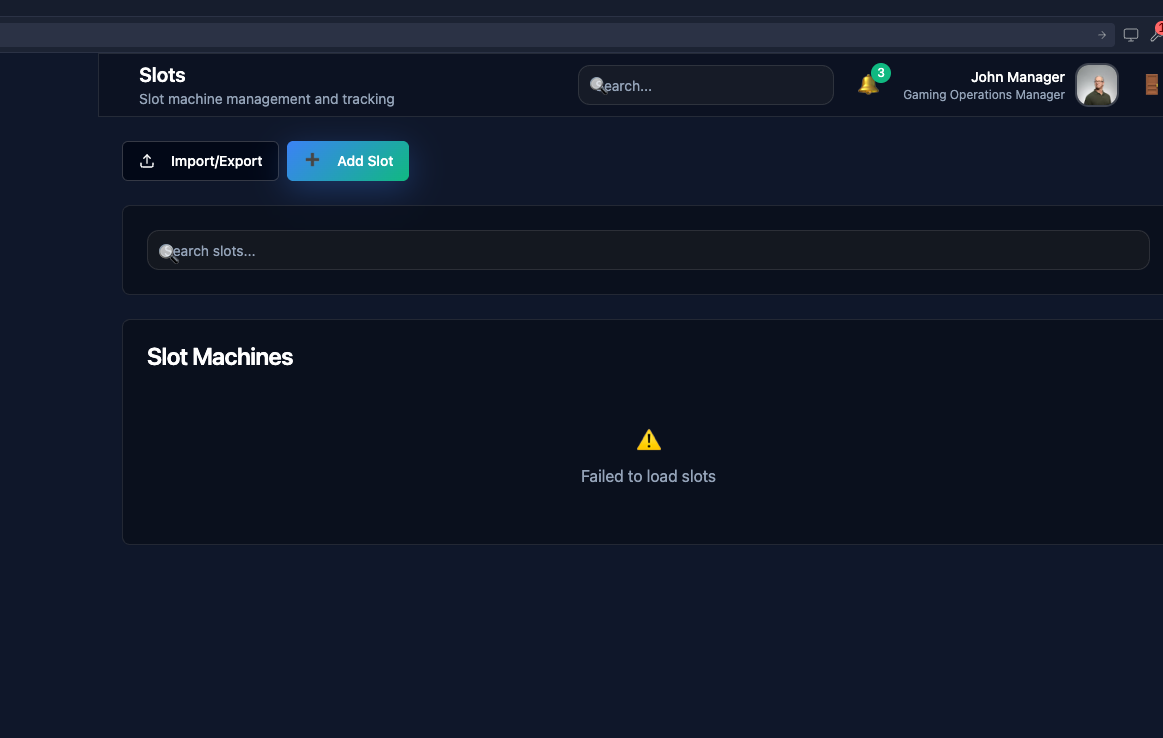 Slots
Slot machine management and tracking
Search...
3
John Manager
Gaming Operations Manager
Import/Export
Add Slot
Search slots...
Slot Machines
Failed to load slots